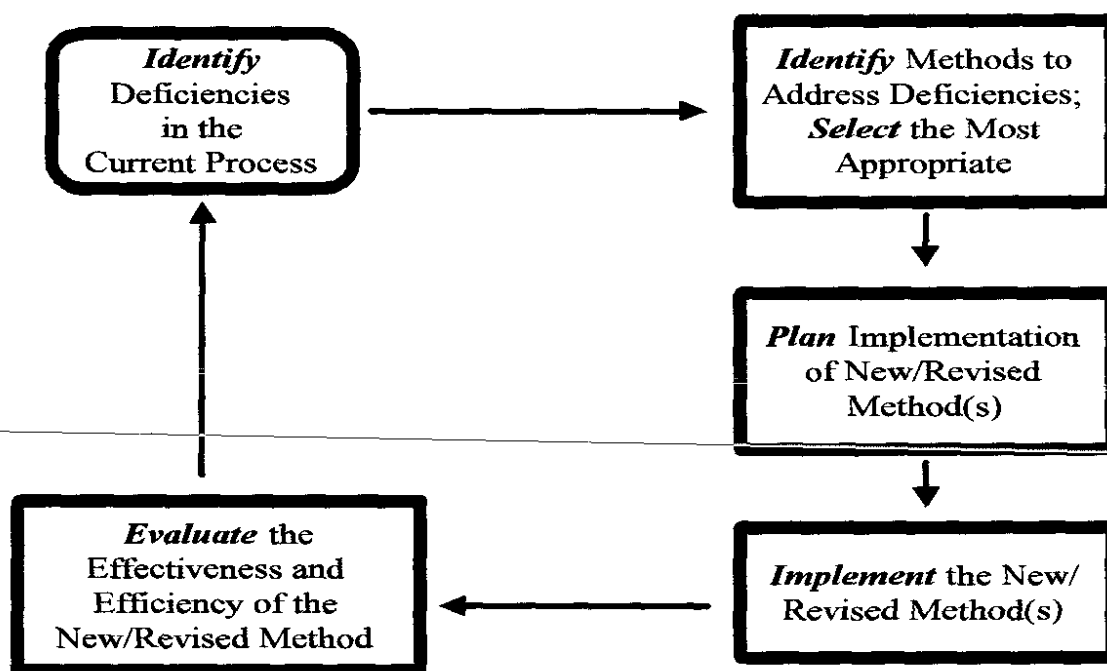 Identify
Deficiencies
in the
Current Process
Identify Methods to
Address Deficiencies;
Select the Most
Appropriate
Plan Implementation
of New/Revised
Method(s)
Implement the New/
Revised Method(s)
Evaluate the
Effectiveness and
Efficiency of the
New/Revised Method